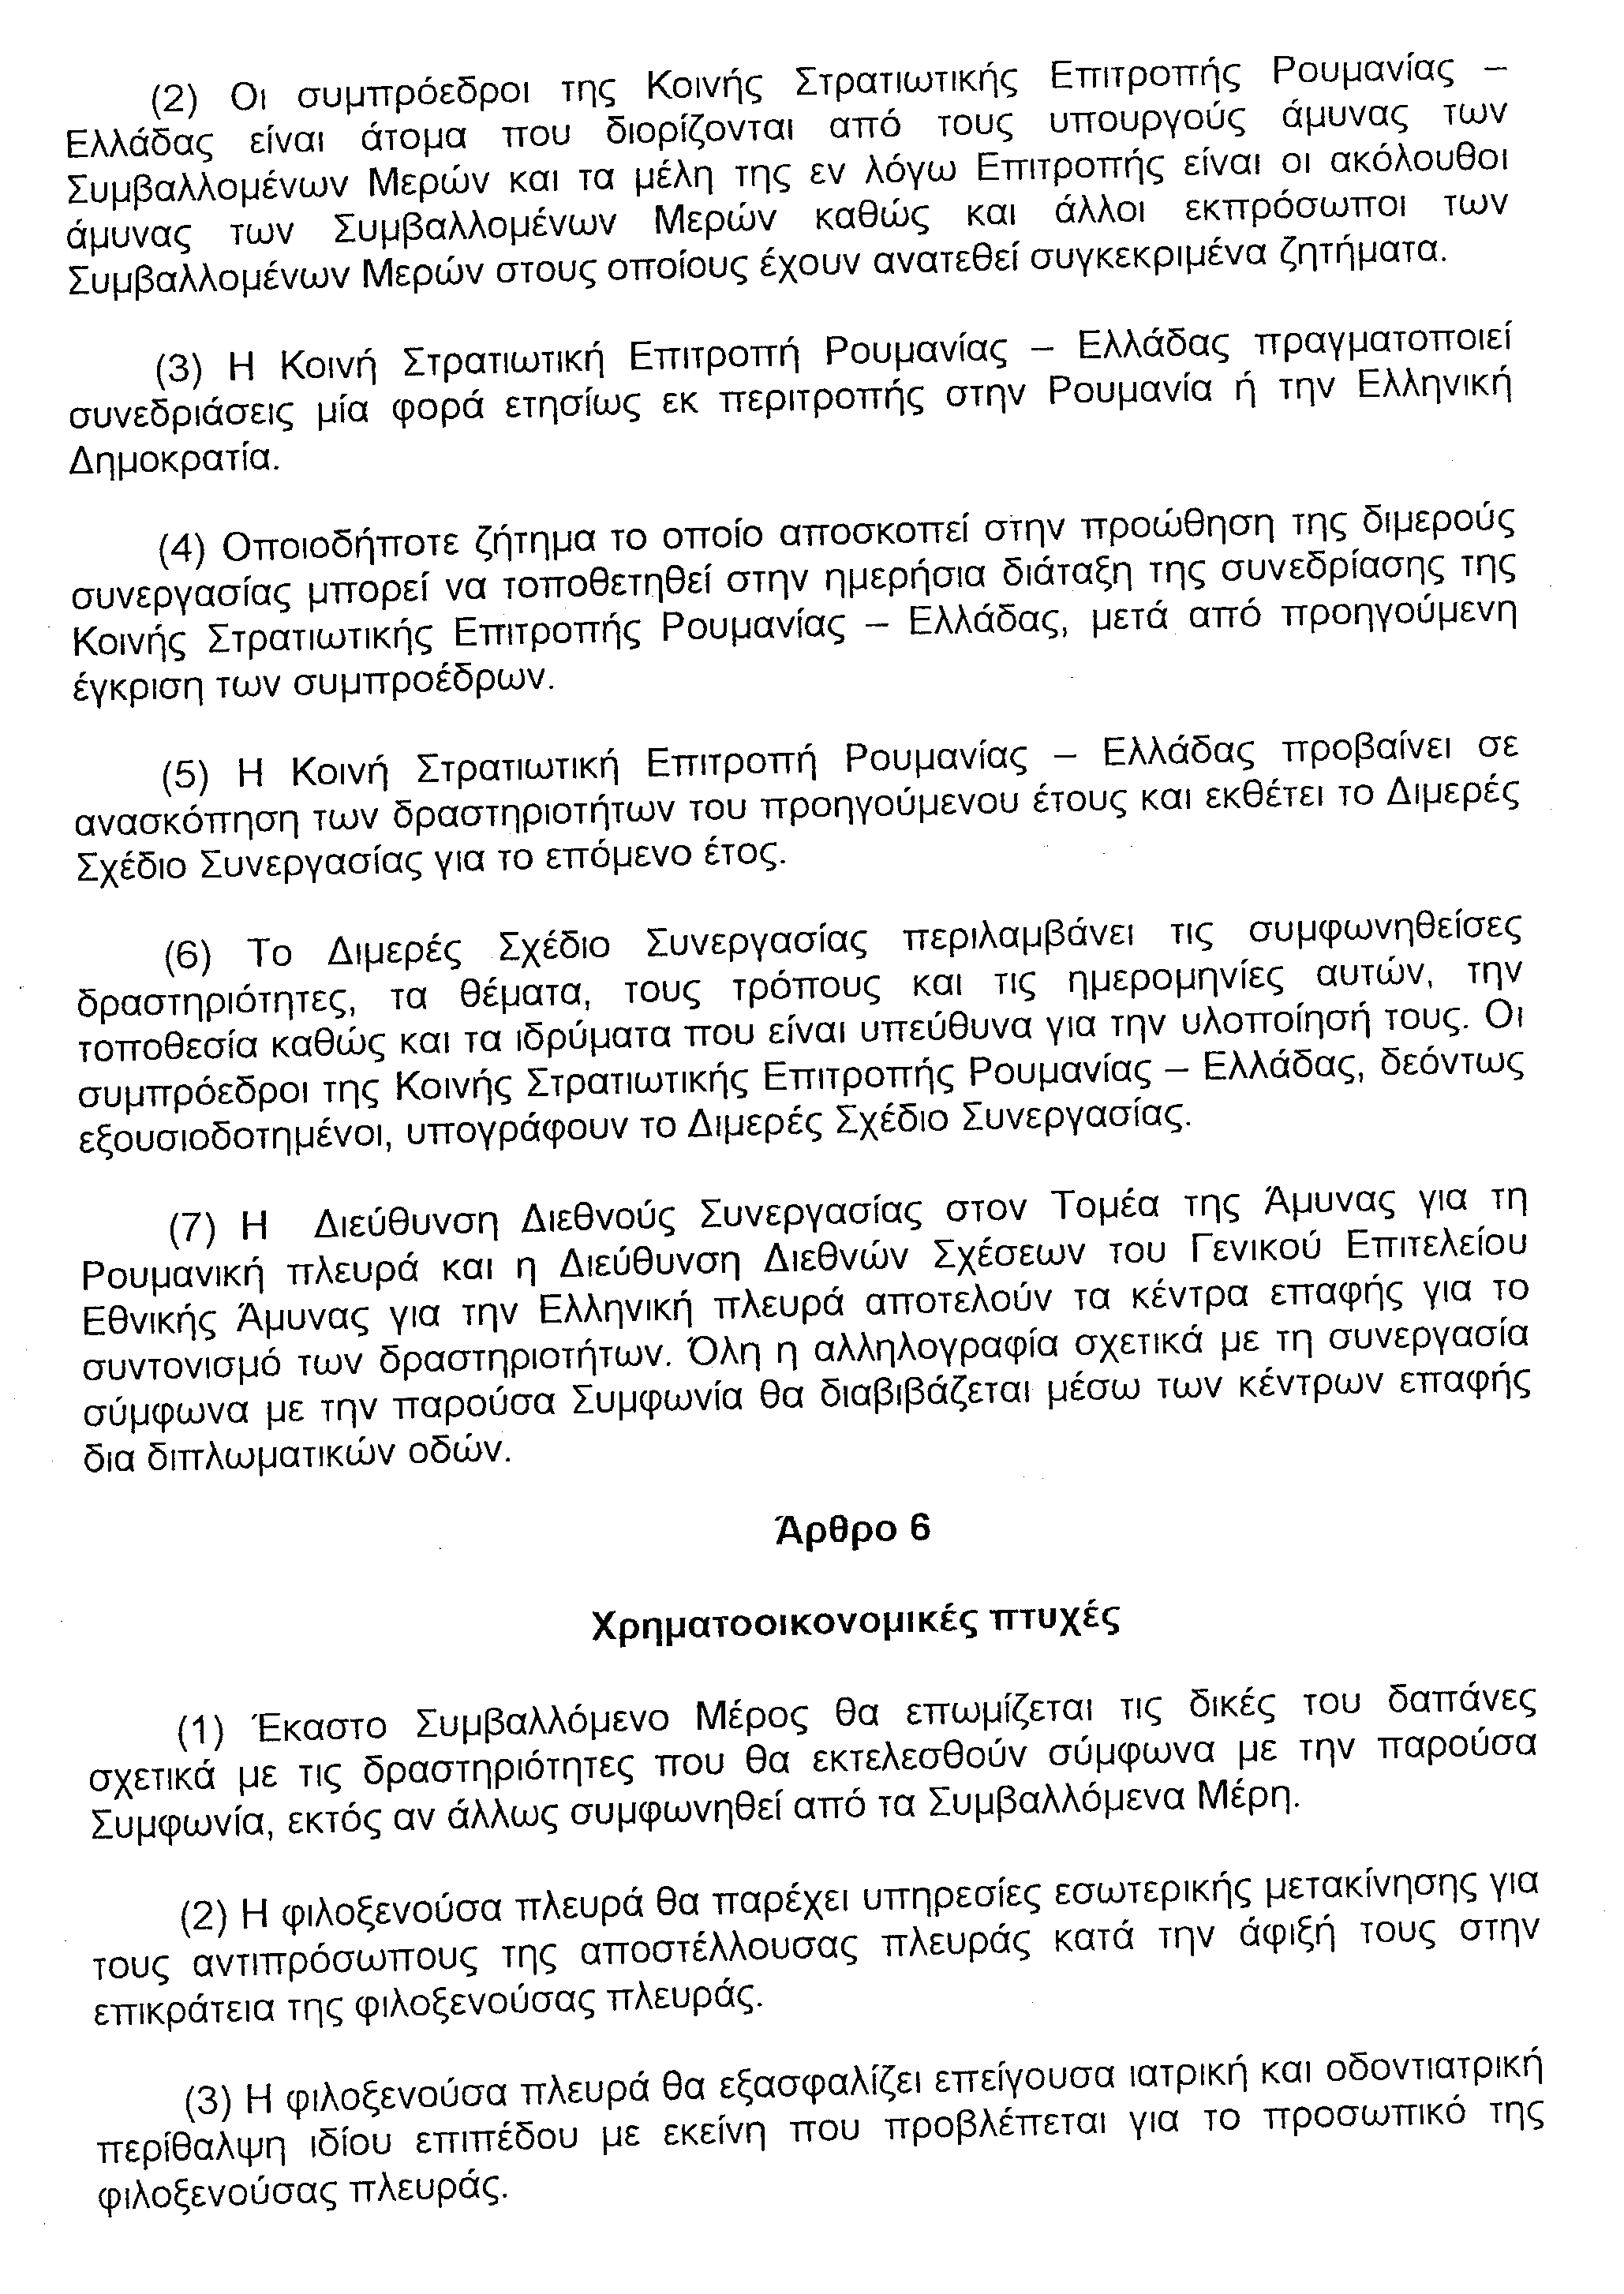 (2) Οι συμπρόεδροι της Κοινής Στρατιωτικής Επιτροπής Ρουμανίας –
Ελλάδας είναι άτομα που διορίζονται από τους υπουργούς άμυνας των
Συμβαλλομένων Μερών και τα μέλη της εν λόγω Επιτροπής είναι οι ακόλουθοι
άμυνας των Συμβαλλομένων Μερών καθώς και άλλοι εκπρόσωποι των
Συμβαλλομένων Μερών στους οποίους έχουν ανατεθεί συγκεκριμένα ζητήματα.
(3) Η Κοινή Στρατιωτική Επιτροπή Ρουμανίας – Ελλάδας πραγματοποιεί
συνεδριάσεις μία φορά ετησίως εκ περιτροπής στην Ρουμανία ή την Ελληνική
Δημοκρατία.
(4) Οποιοδήποτε ζήτημα το οποίο αποσκοπεί στην προώθηση της διμερούς
συνεργασίας μπορεί να τοποθετηθεί στην ημερήσια διάταξη της συνεδρίασης της
Κοινής Στρατιωτικής Επιτροπής Ρουμανίας – Ελλάδας, μετά από προηγούμενη
έγκριση των συμπροέδρων.
(5) Η Κοινή Στρατιωτική Επιτροπή Ρουμανίας – Ελλάδας προβαίνει σε
ανασκόπηση των δραστηριοτήτων του προηγούμενου έτους και εκθέτει το Διμερές
Σχέδιο Συνεργασίας για το επόμενο έτος.
(6) Το Διμερές Σχέδιο Συνεργασίας περιλαμβάνει τις συμφωνηθείσες
δραστηριότητες, τα θέματα, τους τρόπους και τις ημερομηνίες αυτών, την
τοποθεσία καθώς και τα ιδρύματα που είναι υπεύθυνα για την υλοποίησή τους. Οι
συμπρόεδροι της Κοινής Στρατιωτικής Επιτροπής Ρουμανίας – Ελλάδας, δεόντως
εξουσιοδοτημένοι, υπογράφουν το Διμερές Σχέδιο Συνεργασίας.
(7) Η Διεύθυνση Διεθνούς Συνεργασίας στον Τομέα της Άμυνας για τη
Ρουμανική πλευρά και η Διεύθυνση Διεθνών Σχέσεων του Γενικού Επιτελείου
Εθνικής Άμυνας για την Ελληνική πλευρά αποτελούν τα κέντρα επαφής για το
συντονισμό των δραστηριοτήτων. Όλη η αλληλογραφία σχετικά με τη συνεργασία
σύμφωνα με την παρούσα Συμφωνία θα διαβιβάζεται μέσω των κέντρων επαφής
δια διπλωματικών οδών.
Άρθρο 6
Χρηματοοικονομικές πτυχές
(1) Έκαστο Συμβαλλόμενο Μέρος θα επωμίζεται τις δικές του δαπάνες
σχετικά με τις δραστηριότητες που θα εκτελεσθούν σύμφωνα με την παρούσα
Συμφωνία, εκτός αν άλλως συμφωνηθεί από τα Συμβαλλόμενα Μέρη.
(2) Η φιλοξενούσα πλευρά θα παρέχει υπηρεσίες εσωτερικής μετακίνησης για
τους αντιπρόσωπους της αποστέλλουσας πλευράς κατά την άφιξή τους στην
επικράτεια της φιλοξενούσας πλευράς.
(3) Η φιλοξενούσα πλευρά θα εξασφαλίζει επείγουσα ιατρική και οδοντιατρική
περίθαλψη ιδίου επιπέδου με εκείνη που προβλέπεται για το προσωπικό της
φιλοξενούσας πλευράς.